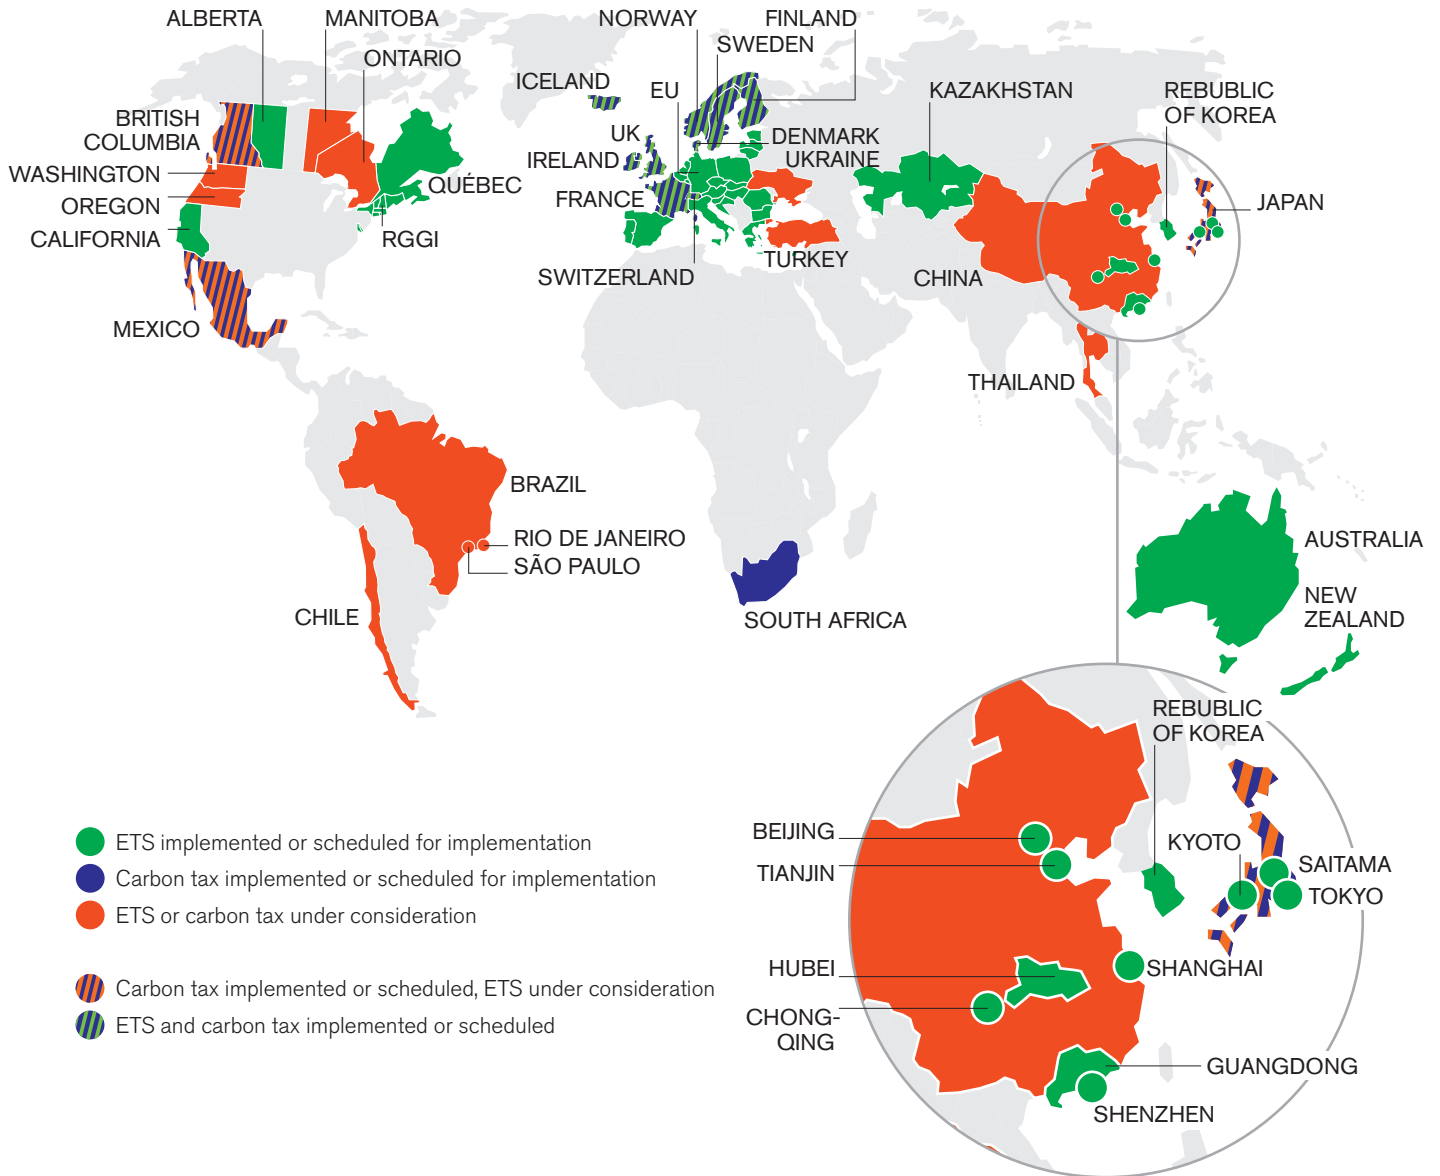 ALBERTA
MANITOBA
ONTARIO
BRITISH
COLUMBIA
WASHINGTON
OREGON
CALIFORNIA
QUÉBEC
RGGI
MEXICO
NORWAY
FINLAND
SWEDEN
ICELAND
EU
UK
IRELAND
FRANCE
DENMARK
UKRAINE
SWITZERLAND
TURKEY
KAZAKHSTAN
REBUBLIC
OF KOREA
JAPAN
CHINA
THAILAND
BRAZIL
RIO DE JANEIRO
SÃO PAULO
CHILE
SOUTH AFRICA
AUSTRALIA
NEW
ZEALAND
REBUBLIC
OF KOREA
BEIJING
TIANJIN
KYOTO
SAITAMA
TOKYO
HUBEI
SHANGHAI
CHONG-
QING
GUANGDONG
SHENZHEN
ETS implemented or scheduled for implementation
Carbon tax implemented or scheduled for implementation
ETS or carbon tax under consideration
Carbon tax implemented or scheduled, ETS under consideration
ETS and carbon tax implemented or scheduled